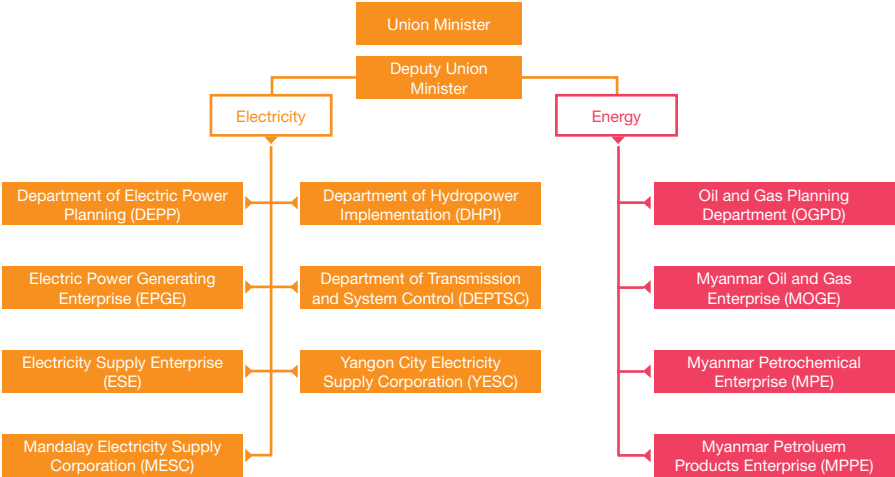 Union Minister
Deputy Union
Minister
Electricity
Energy
Department of Electric Power
Planning (DEPP)
Department of Hydropower
Implementation (DHPI)
Oil and Gas Planning
Department (OGPD)
Electric Power Generating
Enterprise (EPGE)
Department of Transmission
and System Control (DEPTSC)
Myanmar Oil and Gas
Enterprise (MOGE)
Electricity Supply Enterprise
(ESE)
Yangon City Electricity
Supply Corporation (YESC)
Myanmar Petrochemical
Enterprise (MPE)
Mandalay Electricity Supply
Corporation (MESC)
Myanmar Petroluem
Products Enterprise (MPPE)